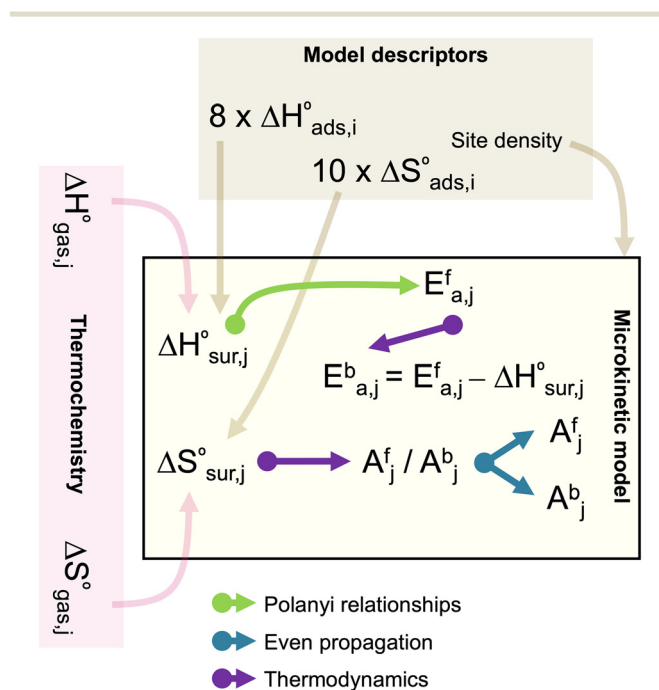 Model descriptors
8 x ΔH°ads,i
Site density
10 x ΔS°ads,i
ΔH°gas,j
Thermochemistry
ΔS°gas,j
Microkinetic model
Eᶠa,j
ΔH°sur,j
Eᵇa,j = Eᶠa,j – ΔH°sur,j
ΔS°sur,j
Aᶠj / Aᵇj
Aᶠj
Aᵇj
Polanyi relationships
Even propagation
Thermodynamics